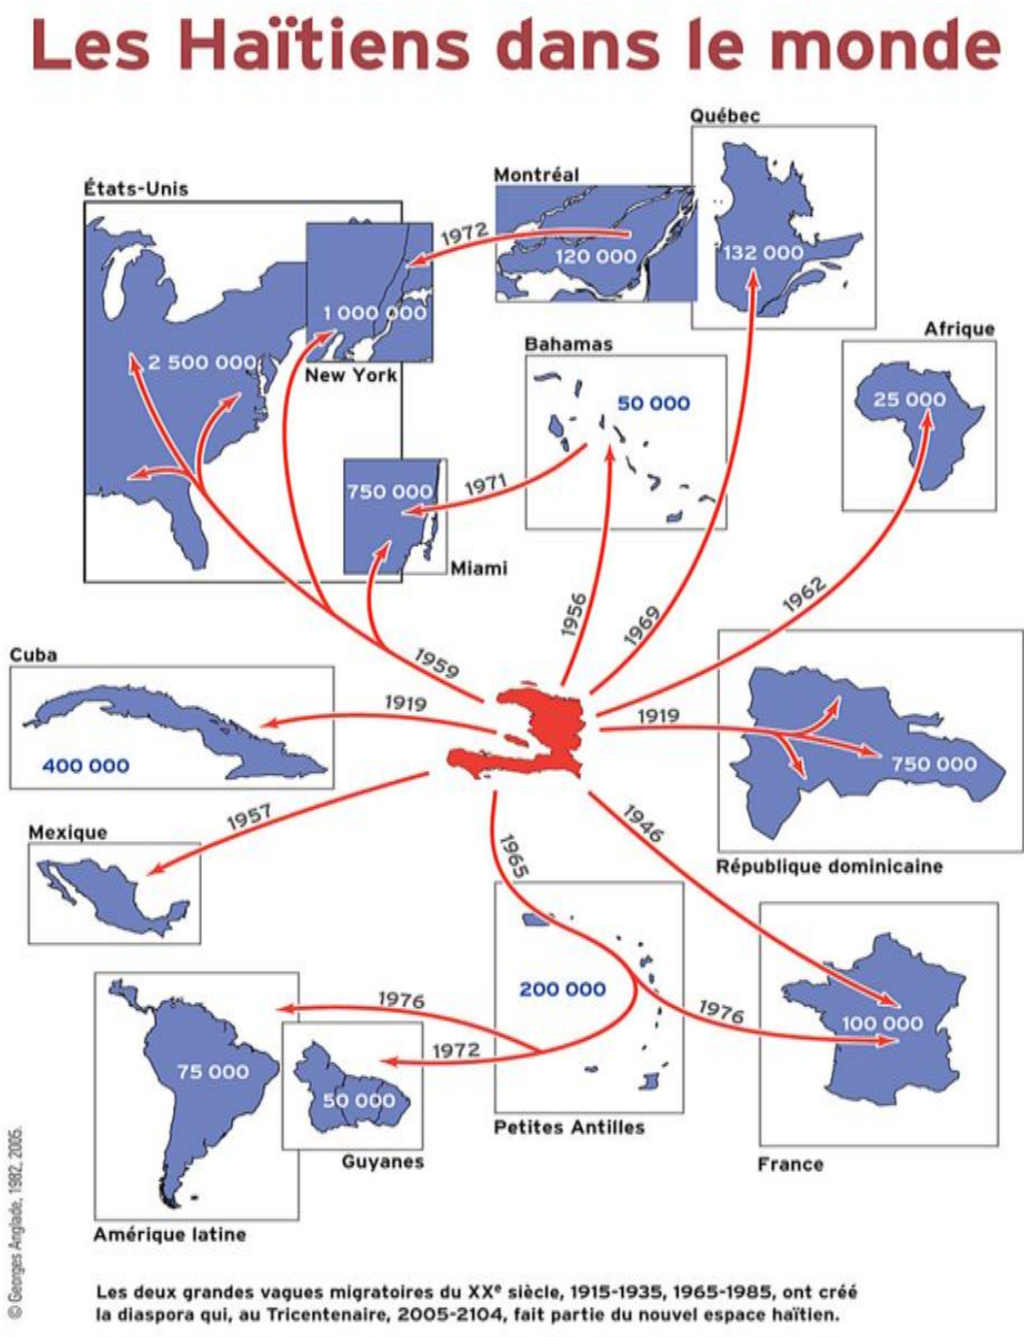 Les Haïtiens dans le monde
Québec
Montréal
États-Unis
1972
120 000
132 000
1 000 000
Afrique
Bahamas
2 500 000
New York
50 000
25 000
750 000
1971
Miami
1956
1969
1962
Cuba
1959
1919
1919
400 000
750 000
1957
Mexique
1946
1965
République dominicaine
200 000
1976
1976
100 000
1972
75 000
50 000
Petites Antilles
Guyanes
France
Amérique latine
© Georges Anglade, 1982, 2005.
Les deux grandes vagues migratoires du XXe siècle, 1915-1935, 1965-1985, ont créé
la diaspora qui, au Tricentenaire, 2005-2104, fait partie du nouvel espace haïtien.